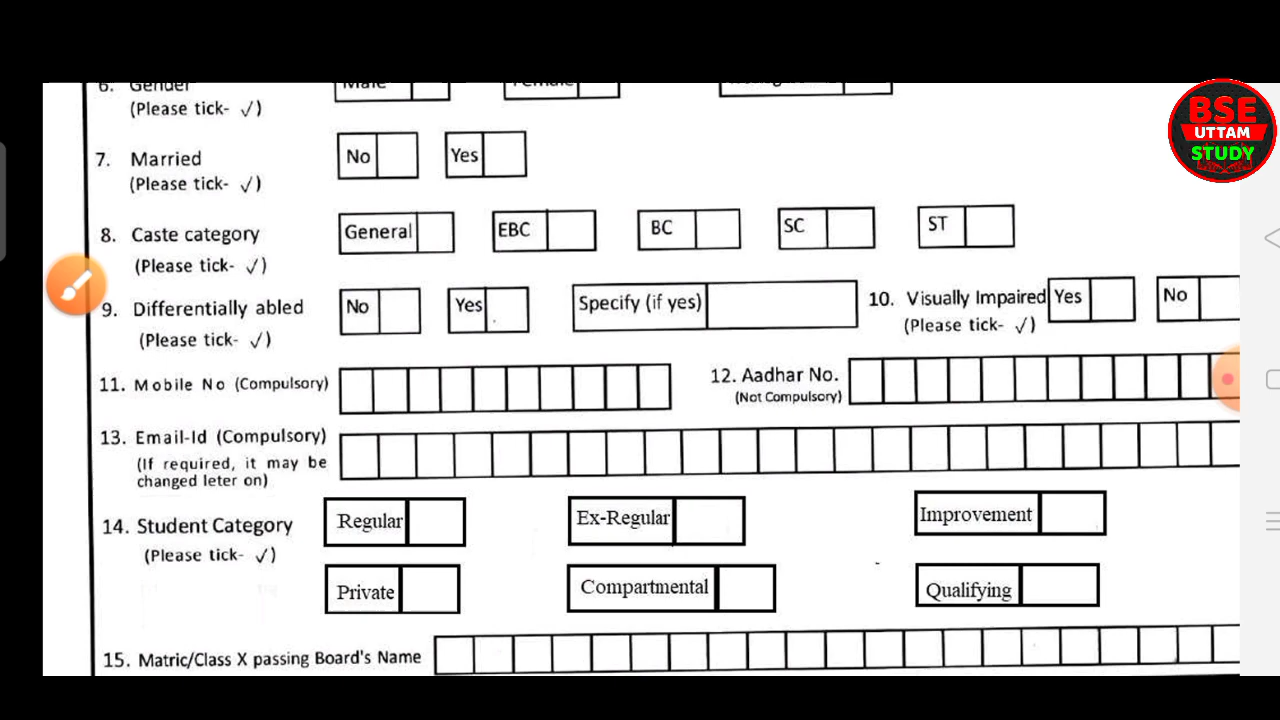 6. Gender Male Female
(Please tick- √)
7. Married No Yes
(Please tick- √)
8. Caste category General EBC BC SC ST
(Please tick- √)
9. Differentially abled No Yes Specify (if yes) 10. Visually Impaired Yes No
(Please tick- √) (Please tick- √)
11. Mobile No (Compulsory) 12. Aadhar No.
(Not Compulsory)
13. Email-Id (Compulsory)
(If required, it may be
changed leter on)
14. Student Category Regular Ex-Regular Improvement
(Please tick- √)
Private Compartmental Qualifying
15. Matric/Class X passing Board's Name
BSE
UTTAM
STUDY